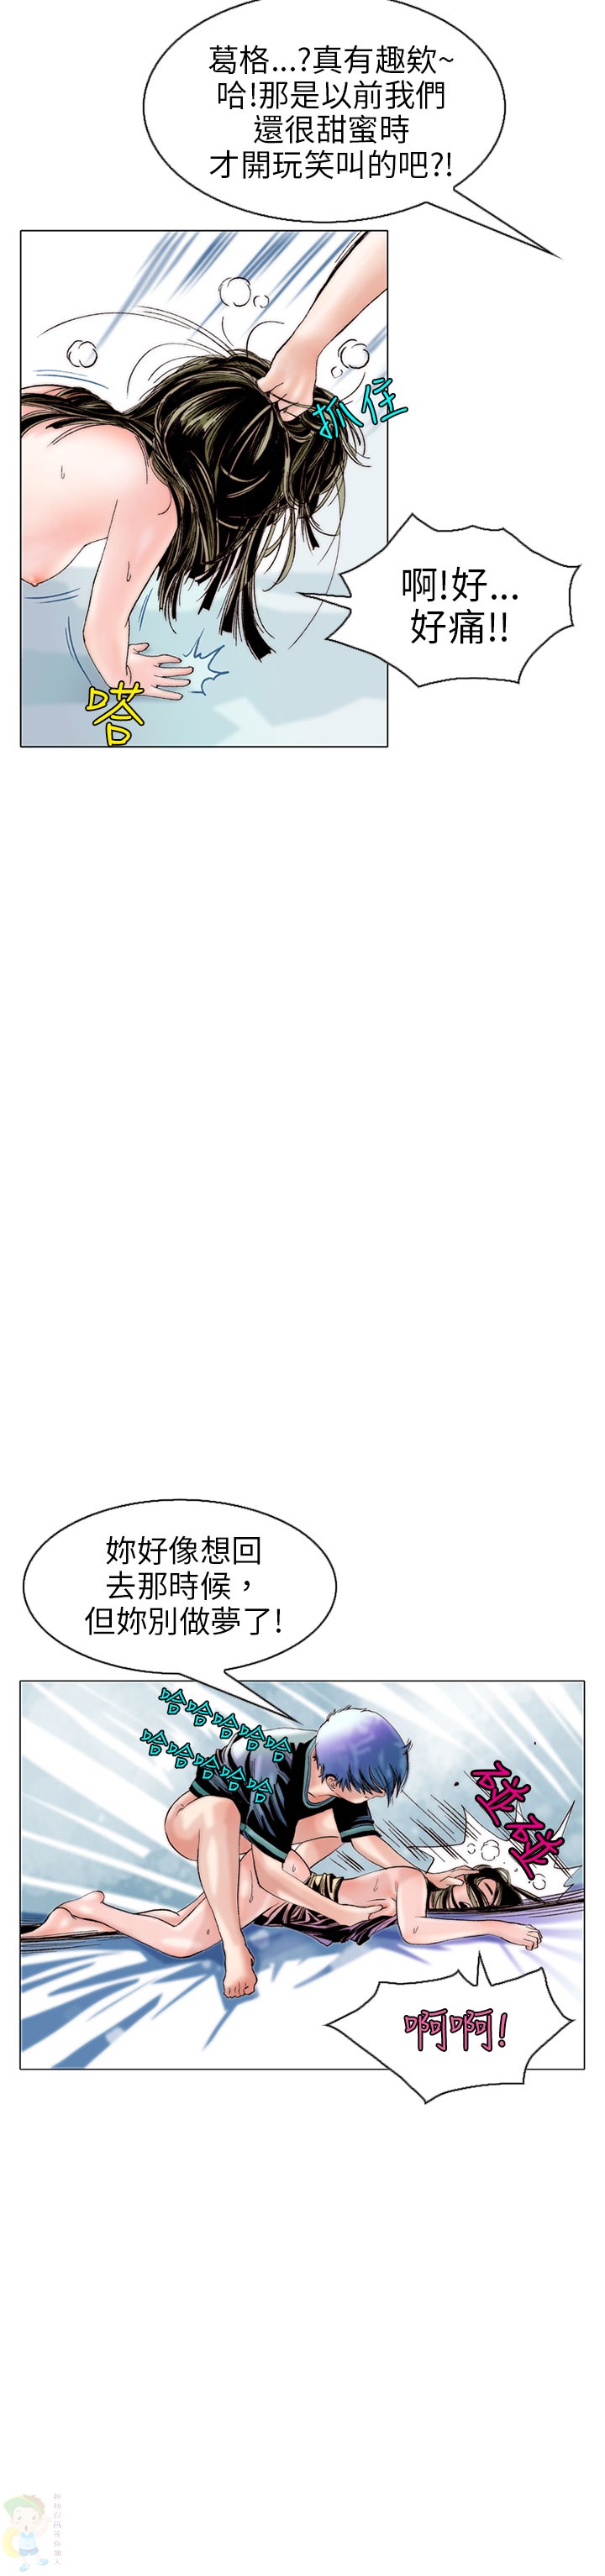 葛格...?真有趣欸~
哈!那是以前我們
還很甜蜜時
才開玩笑叫的吧?!
抓住
啊!好...
好痛!!
嗒
妳好像想回
去那時候，
但妳別做夢了!
哈哈哈哈哈
哈哈哈哈哈
碰碰
啊啊!